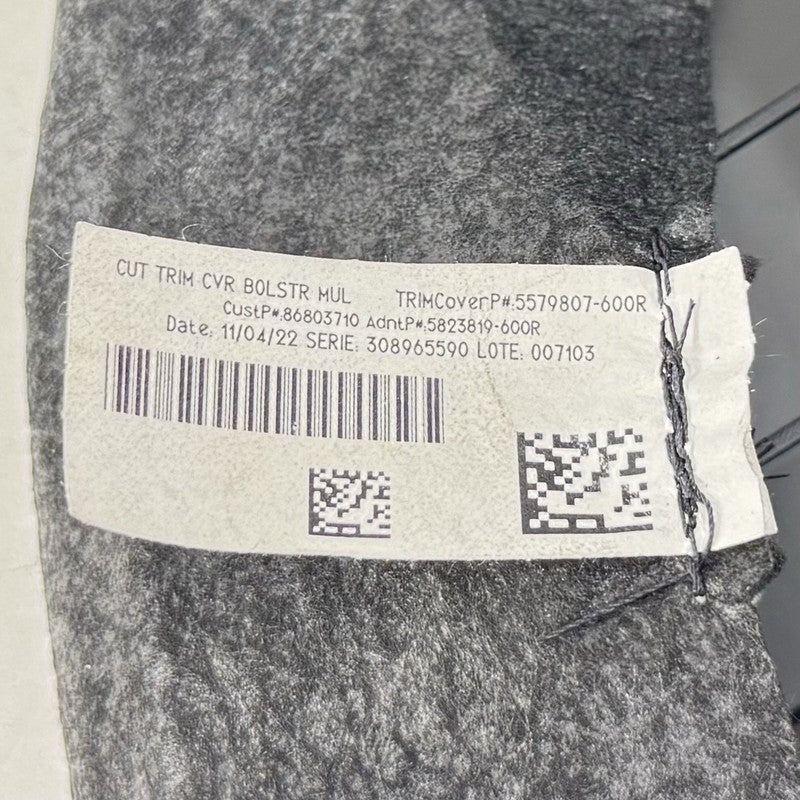 CUT TRIM CVR BOLSTR MUL TRIMCoverP#.5579807-600R
CustP#.86803710 AdntP#.5823819-600R
Date: 11/04/22 SERIE: 308965590 LOTE: 007103